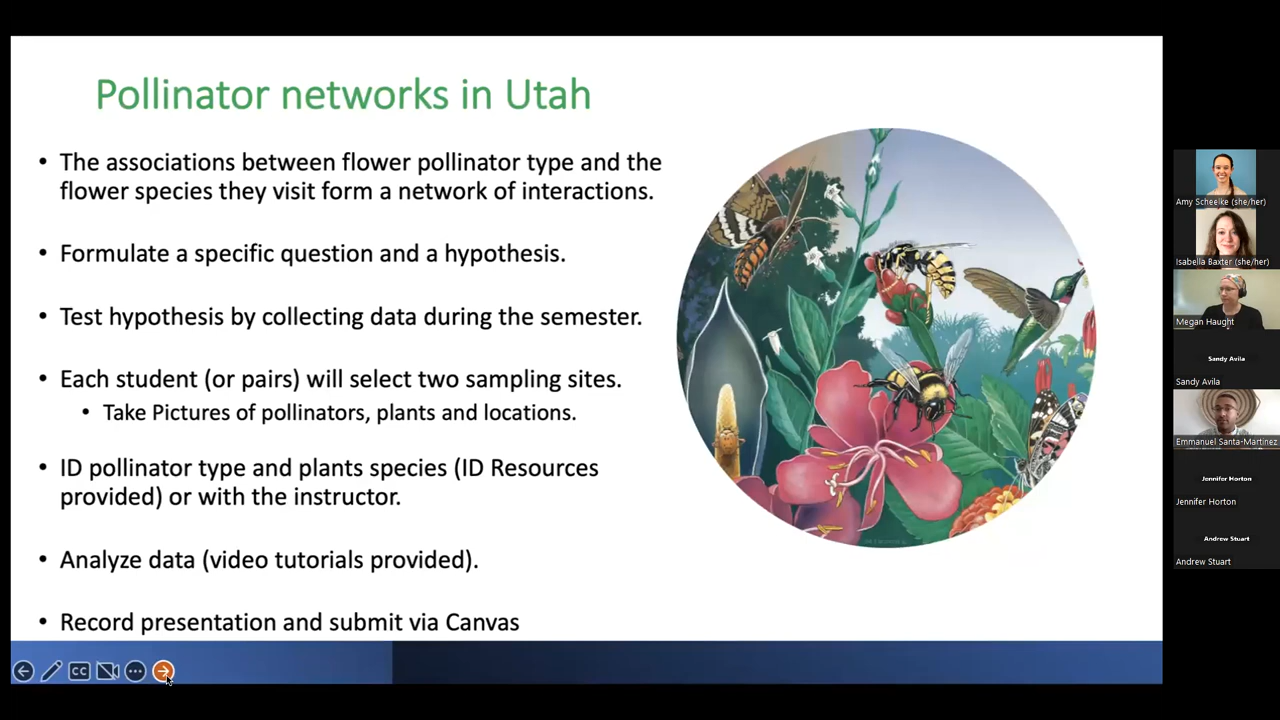 Pollinator networks in Utah
• The associations between flower pollinator type and the
flower species they visit form a network of interactions.
• Formulate a specific question and a hypothesis.
• Test hypothesis by collecting data during the semester.
• Each student (or pairs) will select two sampling sites.
• Take Pictures of pollinators, plants and locations.
• ID pollinator type and plants species (ID Resources
provided) or with the instructor.
• Analyze data (video tutorials provided).
• Record presentation and submit via Canvas
CC
Amy Scheelke (she/her)
Isabella Baxter (she/her)
Megan Haught
Sandy Avila
Sandy Avila
Emmanuel Santa-Martinez
Jennifer Horton
Jennifer Horton
Andrew Stuart
Andrew Stuart